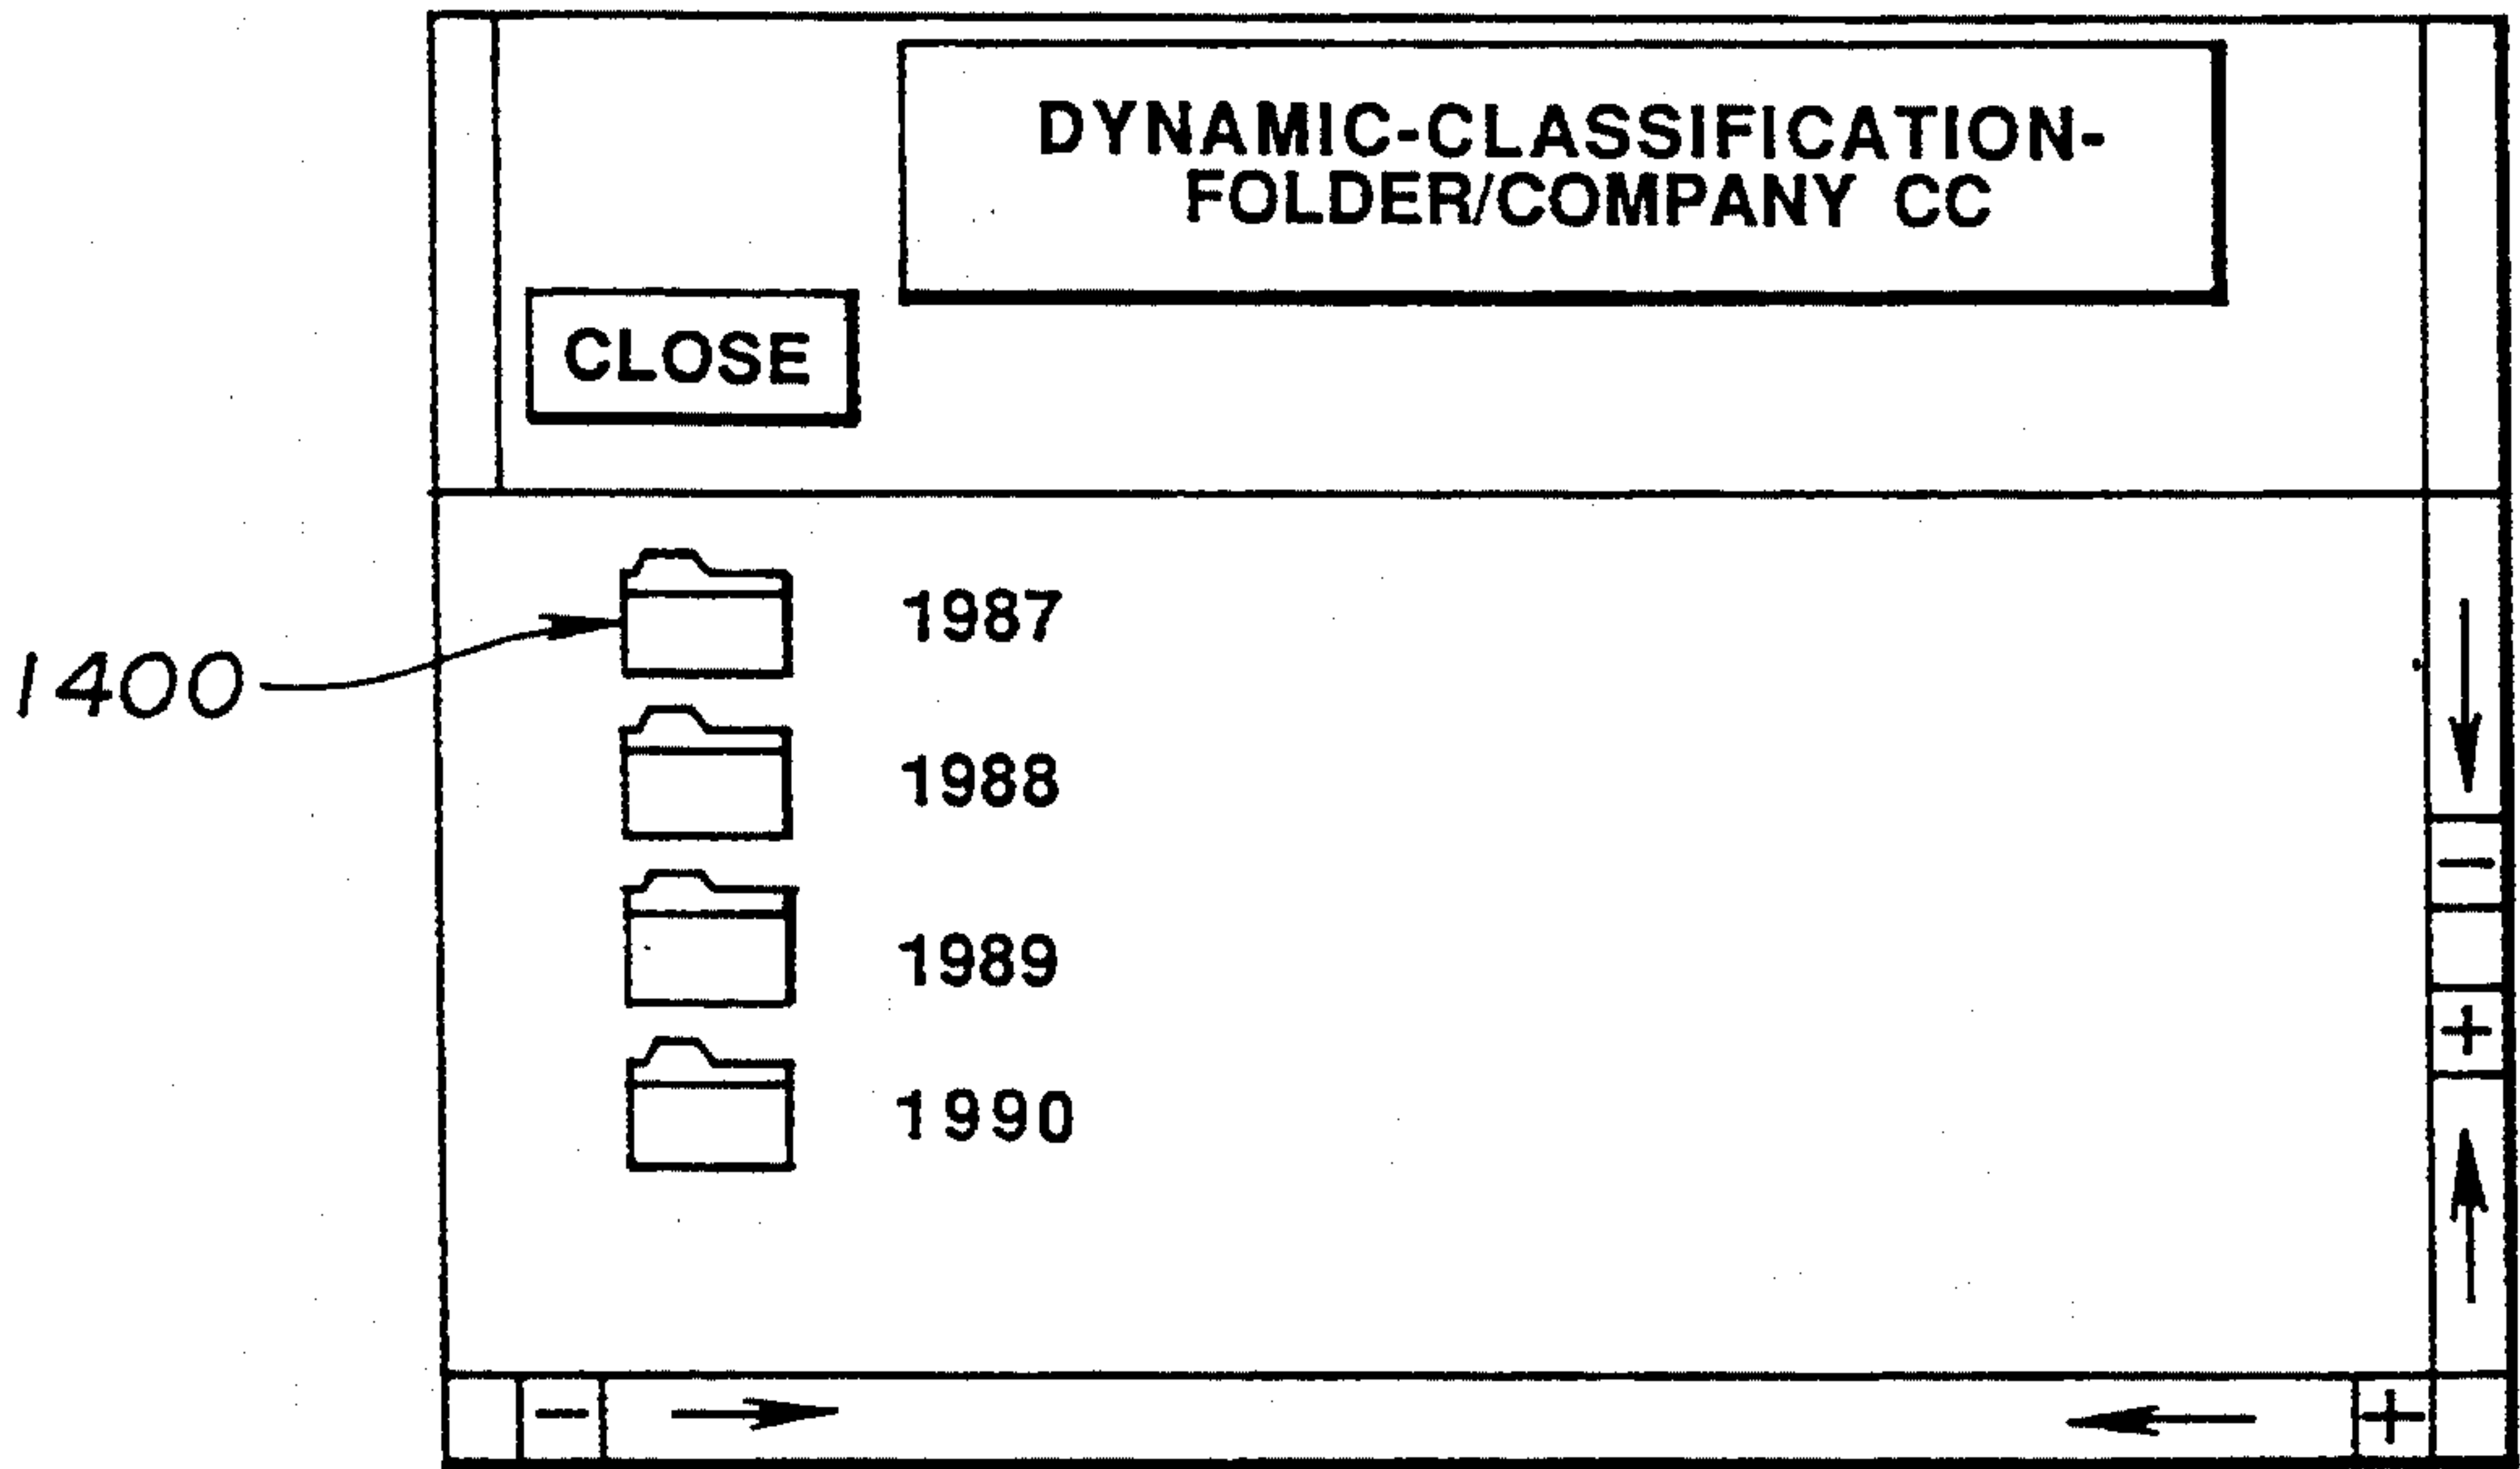 DYNAMIC-CLASSIFICATION-
FOLDER/COMPANY CC
CLOSE
1987
1400
1988
1989
1990
−
+
− +